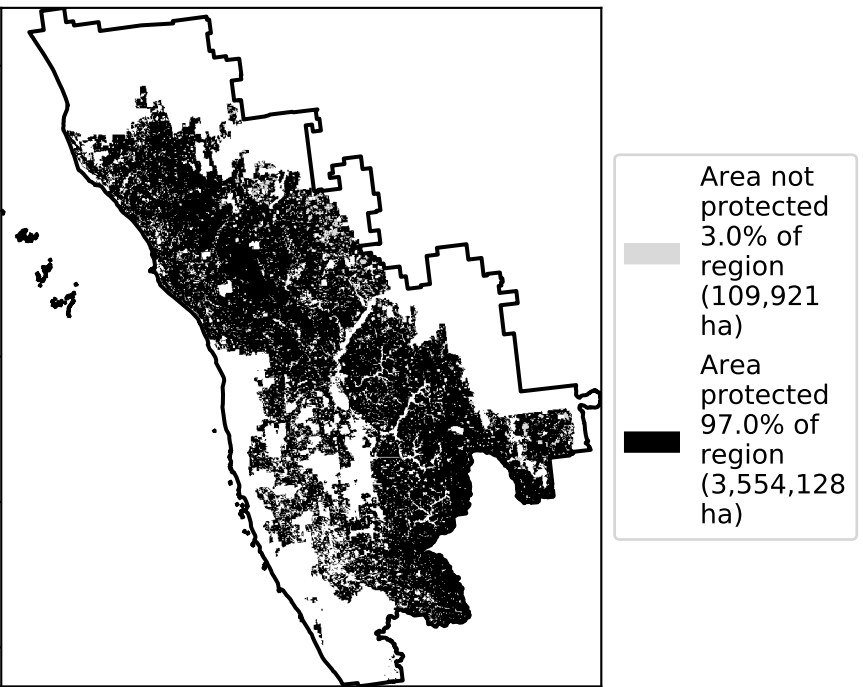 Area not
protected
3.0% of
region
(109,921
ha)
Area
protected
97.0% of
region
(3,554,128
ha)